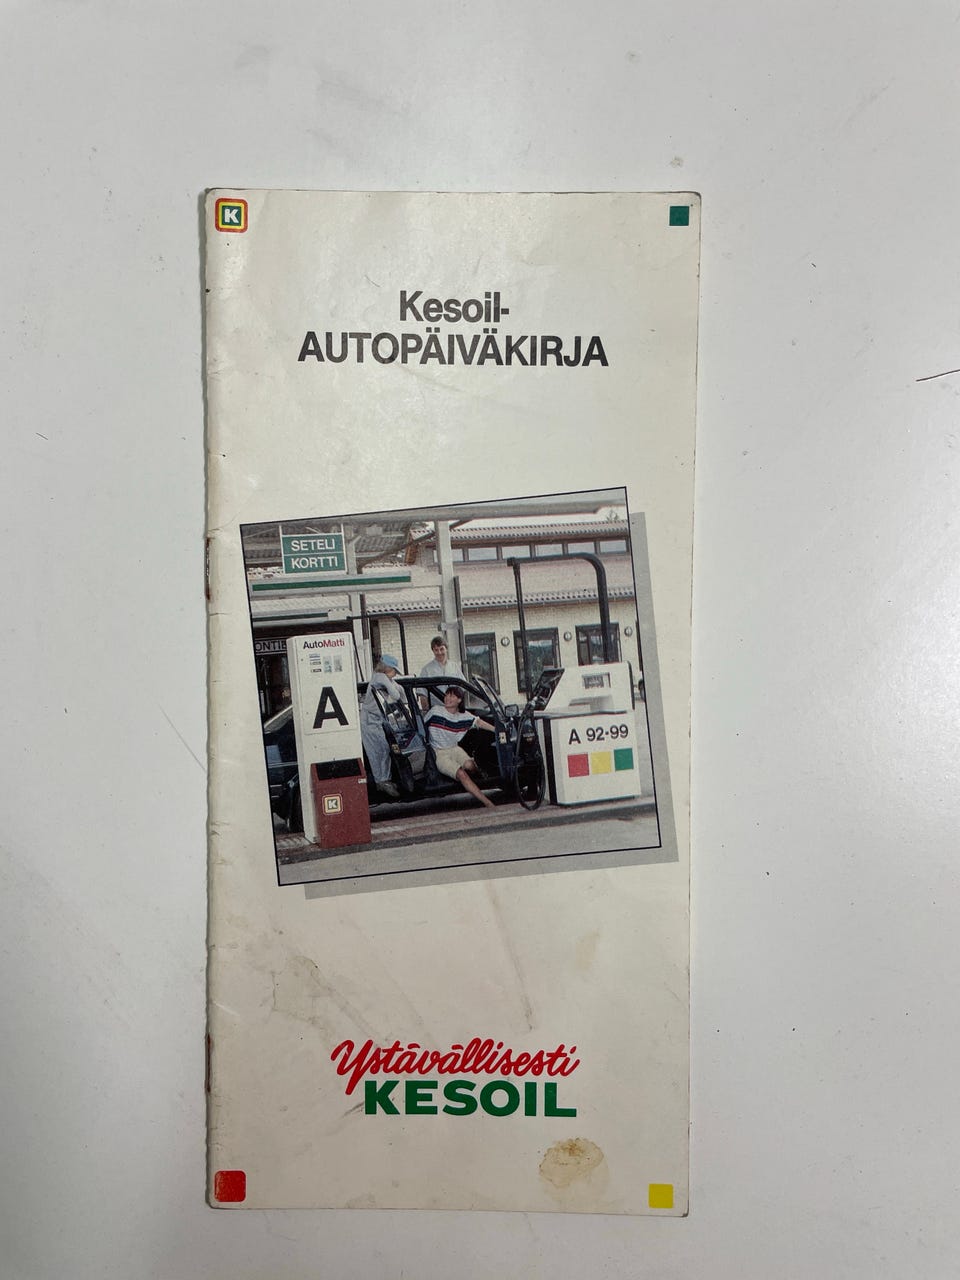 K
Kesoil-
AUTOPÄIVÄKIRJA
SETELI
KORTTI
AutoMatti
A
K
A 92-99
Ystävällisesti
KESOIL